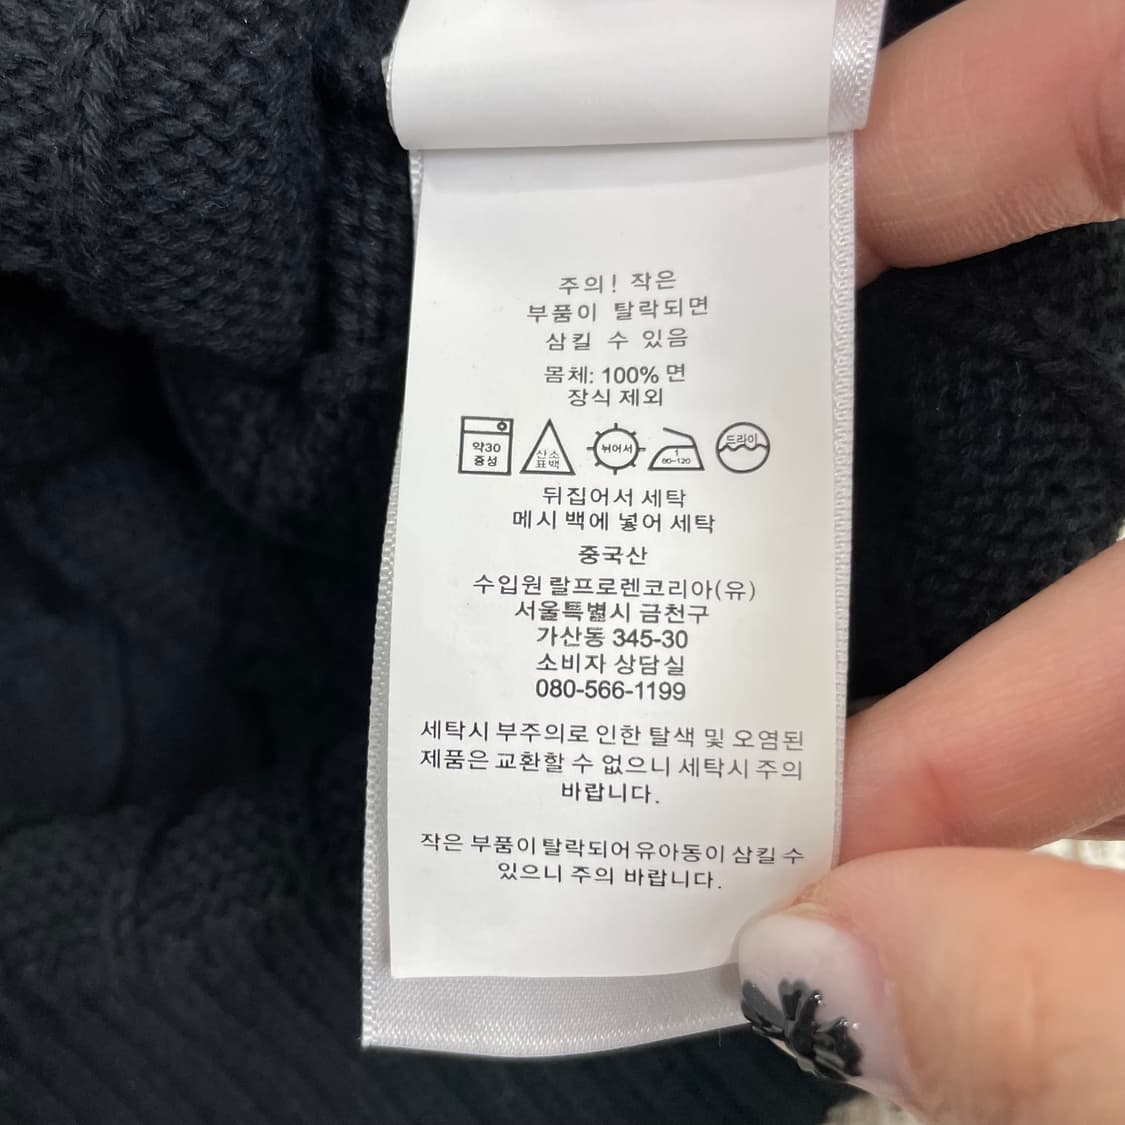 주의! 작은
부품이 탈락되면
삼킬 수 있음
몸체: 100% 면
장식 제외
약30
중성
산소
표백
뉘어서
1
80~120
드라이
뒤집어서 세탁
메시 백에 넣어 세탁
중국산
수입원 랄프로렌코리아(유)
서울특별시 금천구
가산동 345-30
소비자 상담실
080-566-1199
세탁시 부주의로 인한 탈색 및 오염된
제품은 교환할 수 없으니 세탁시 주의
바랍니다.
작은 부품이 탈락되어 유아동이 삼킬 수
있으니 주의 바랍니다.